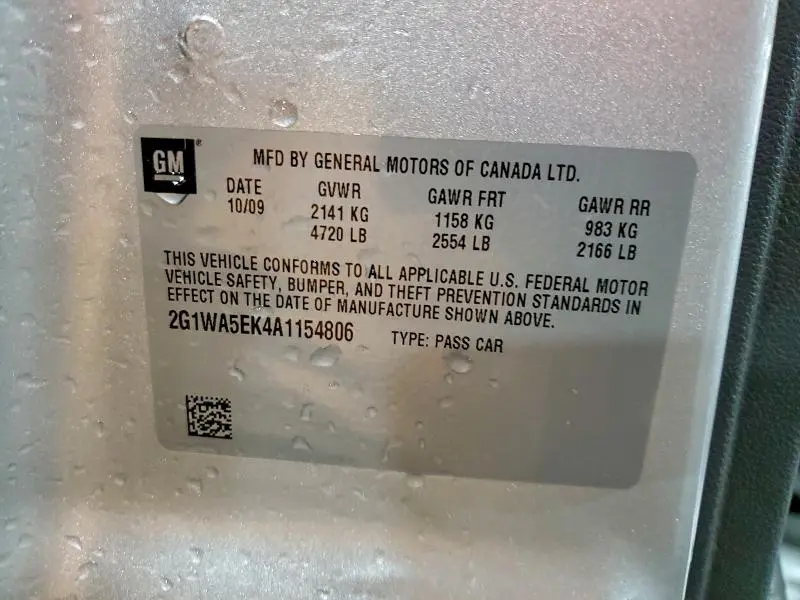 GM
MFD BY GENERAL MOTORS OF CANADA LTD.
DATE GVWR GAWR FRT GAWR RR
10/09 2141 KG 1158 KG 983 KG
4720 LB 2554 LB 2166 LB
THIS VEHICLE CONFORMS TO ALL APPLICABLE U.S. FEDERAL MOTOR
VEHICLE SAFETY, BUMPER, AND THEFT PREVENTION STANDARDS IN
EFFECT ON THE DATE OF MANUFACTURE SHOWN ABOVE.
2G1WA5EK4A1154806 TYPE: PASS CAR